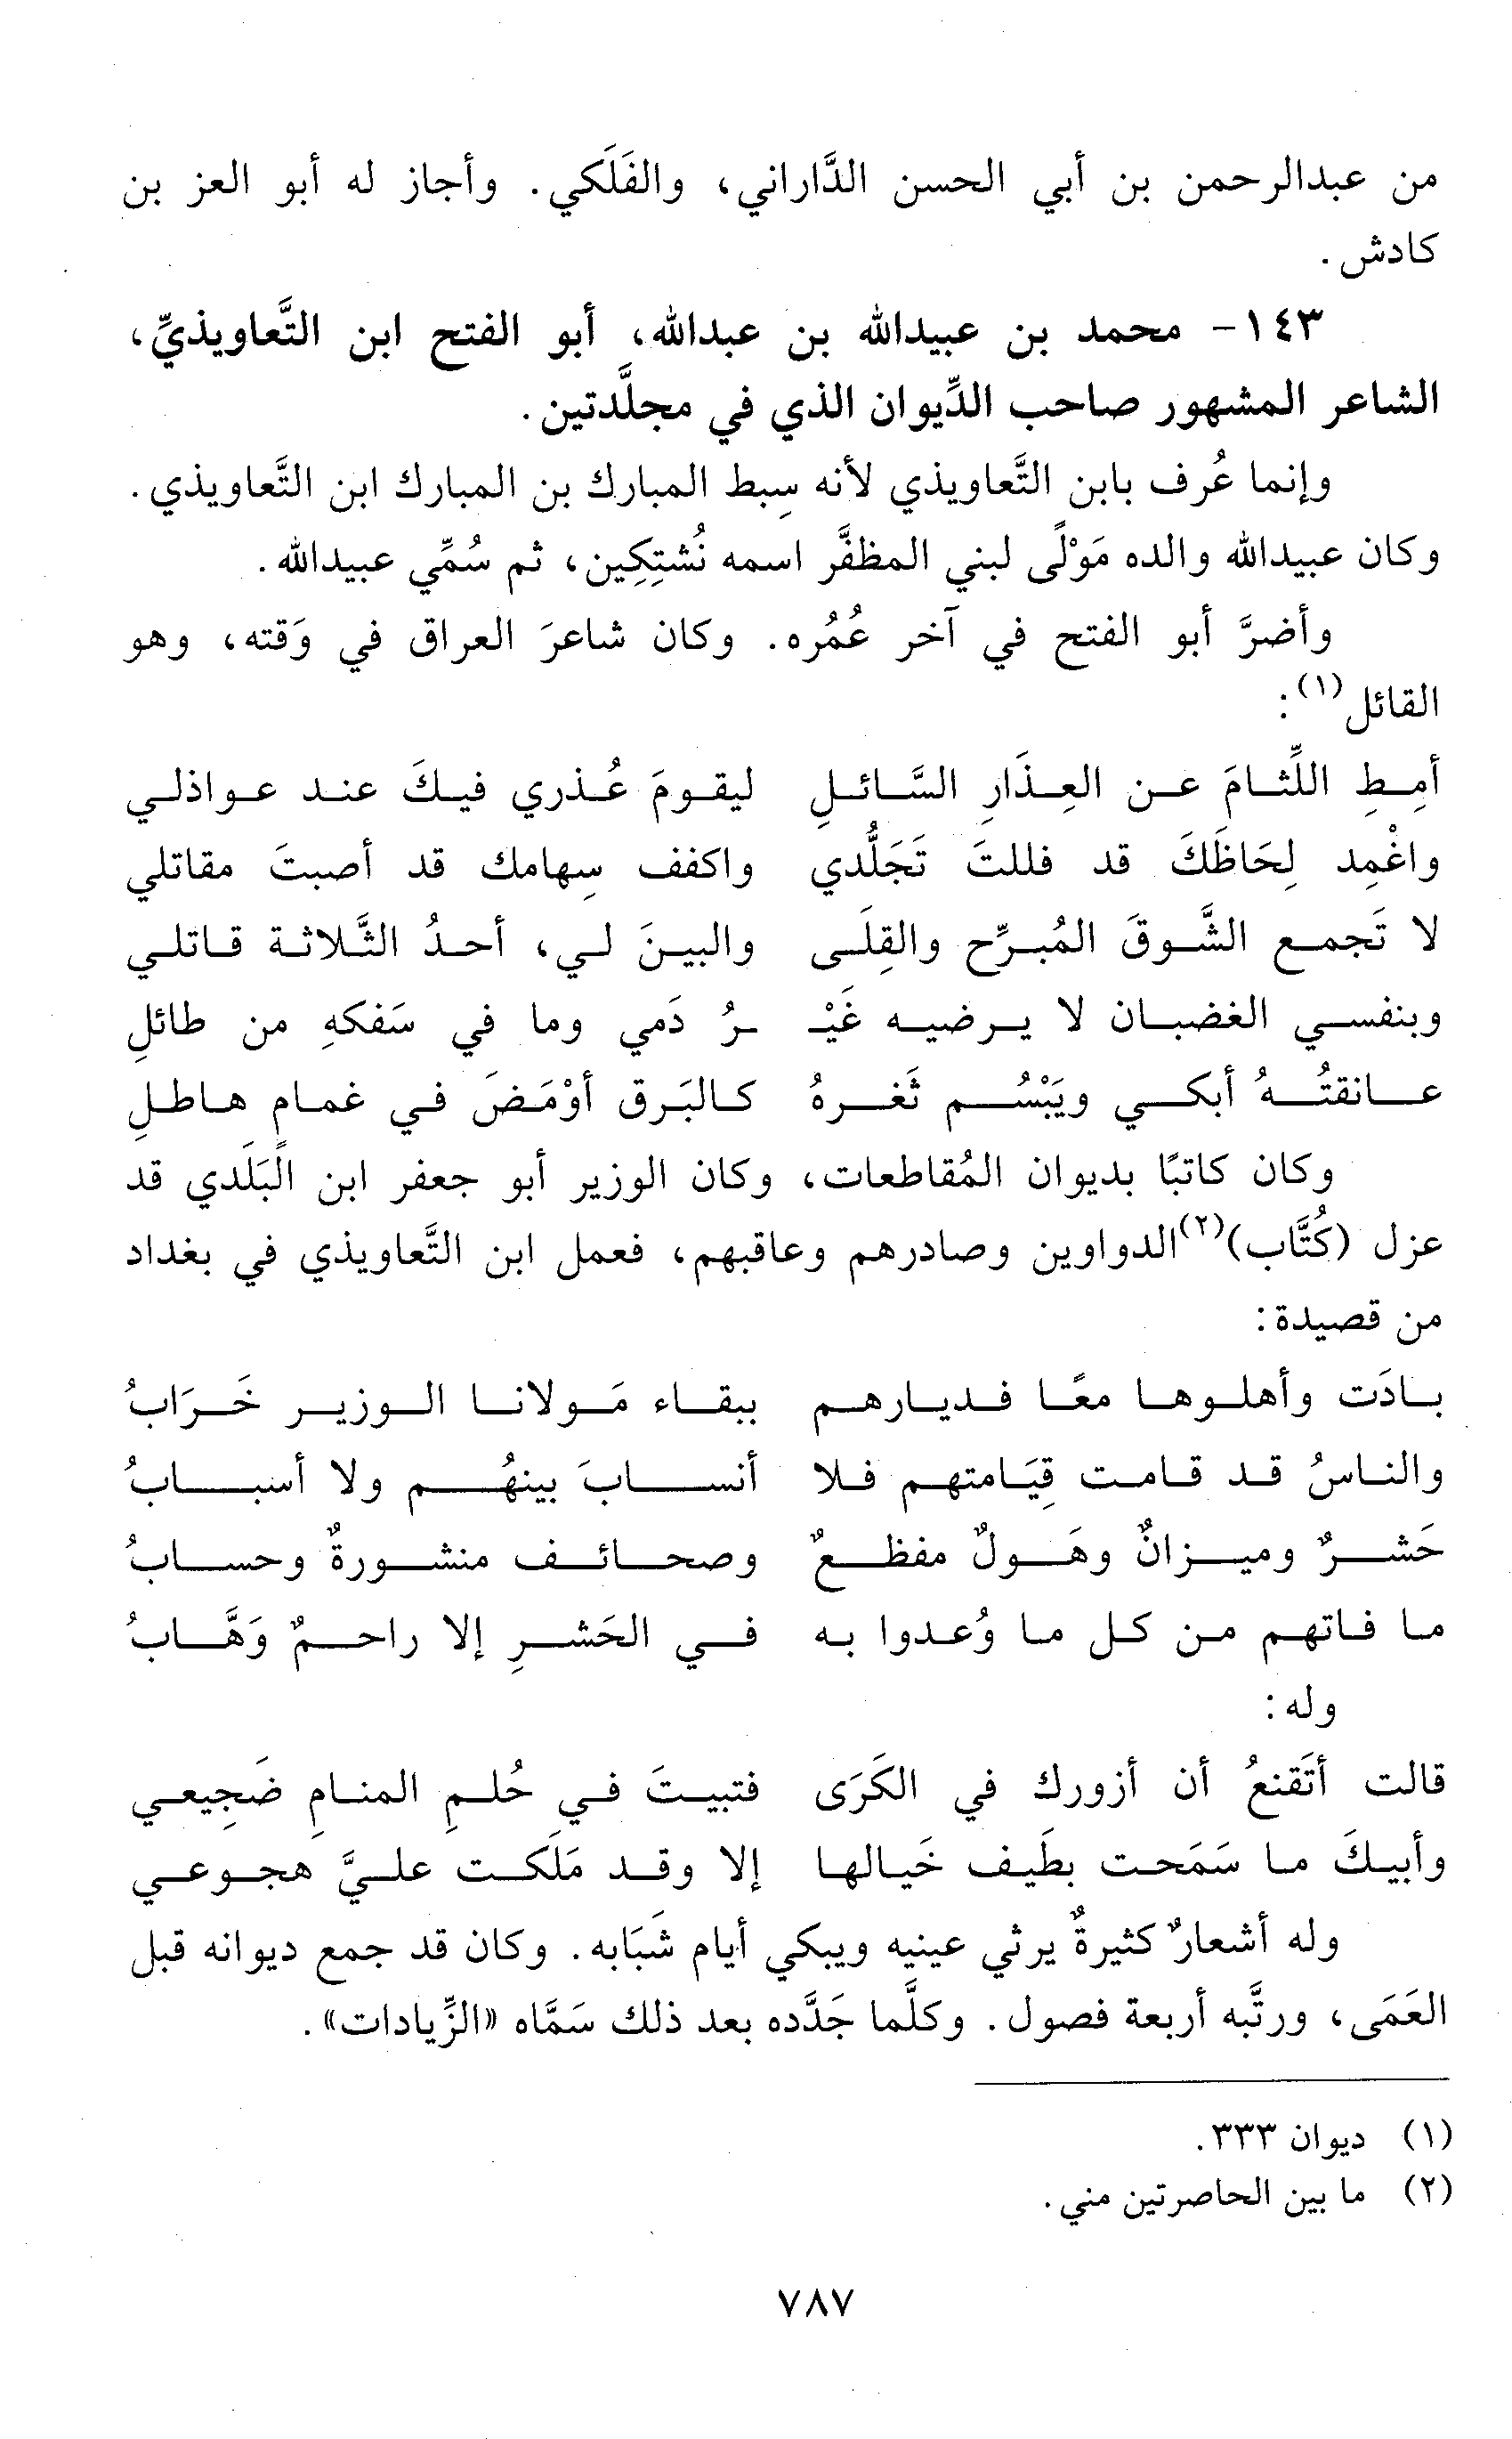 من عبدالرحمن بن أبي الحسن الدَّاراني، والفَلَكي. وأجاز له أبو العز بن
كادش.
١٤٣- محمد بن عبيدالله بن عبدالله، أبو الفتح ابن التَّعاويذيِّ،
الشاعر المشهور صاحب الدِّيوان الذي في مجلَّدتين.
وإنما عُرف بابن التَّعاويذي لأنه سِبط المبارك بن المبارك ابن التَّعاويذي.
وكان عبيدالله والده مَوْلًى لبني المظفَّر اسمه نُشتِكِين، ثم سُمِّي عبيدالله.
وأضرَّ أبو الفتح في آخر عُمُره. وكان شاعرَ العراق في وَقته، وهو
القائل(١):
أمِطِ اللِّثامَ عن العِذَارِ السَّائلِ ليقومَ عُذري فيكَ عند عواذلي
واغْمِد لِحَاظَكَ قد فللتَ تَجَلُّدي واكفف سِهامك قد أصبتَ مقاتلي
لا تَجمع الشَّوقَ المُبرِّح والقِلَى والبينَ لي، أحدُ الثَّلاثة قاتلي
وبنفسي الغضبان لا يرضيه غَيْـ ـرُ دَمي وما في سَفكهِ من طائلِ
عانقتُهُ أبكي ويَبْسُم ثَغرهُ كالبَرق أوْمَضَ في غمام هاطلِ
وكان كاتبًا بديوان المُقاطعات، وكان الوزير أبو جعفر ابن البَلَدي قد
عزل (كُتَّاب)(٢)الدواوين وصادرهم وعاقبهم، فعمل ابن التَّعاويذي في بغداد
من قصيدة:
بادَت وأهلوها معًا فديارهم ببقاء مَولانا الوزير خَرَابُ
والناسُ قد قامت قِيَامتهم فلا أنسابَ بينهُم ولا أسبابُ
حَشرٌ وميزانٌ وهَولٌ مفظعٌ وصحائف منشورةٌ وحسابُ
ما فاتهم من كل ما وُعدوا به في الحَشرِ إلا راحمٌ وَهَّابُ
وله:
قالت أتَقنعُ أن أزورك في الكَرَى فتبيتَ في حُلمِ المنامِ ضَجِيعي
وأبيكَ ما سَمَحت بطَيف خَيالها إلا وقد مَلَكت عليَّ هجوعي
وله أشعارٌ كثيرةٌ يرثي عينيه ويبكي أيام شَبَابه. وكان قد جمع ديوانه قبل
العَمَى، ورتَّبه أربعة فصول. وكلَّما جَدَّده بعد ذلك سَمَّاه «الزِّيادات».
(١) ديوان ٣٣٣.
(٢) ما بين الحاصرتين مني.
٧٨٧